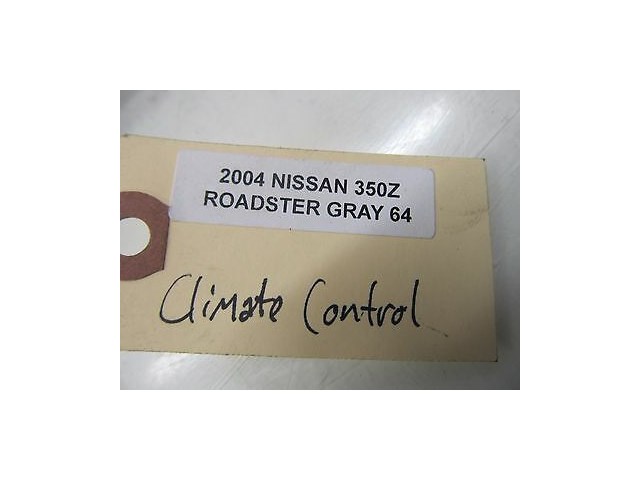 2004 NISSAN 350Z
ROADSTER GRAY 64
Climate Control